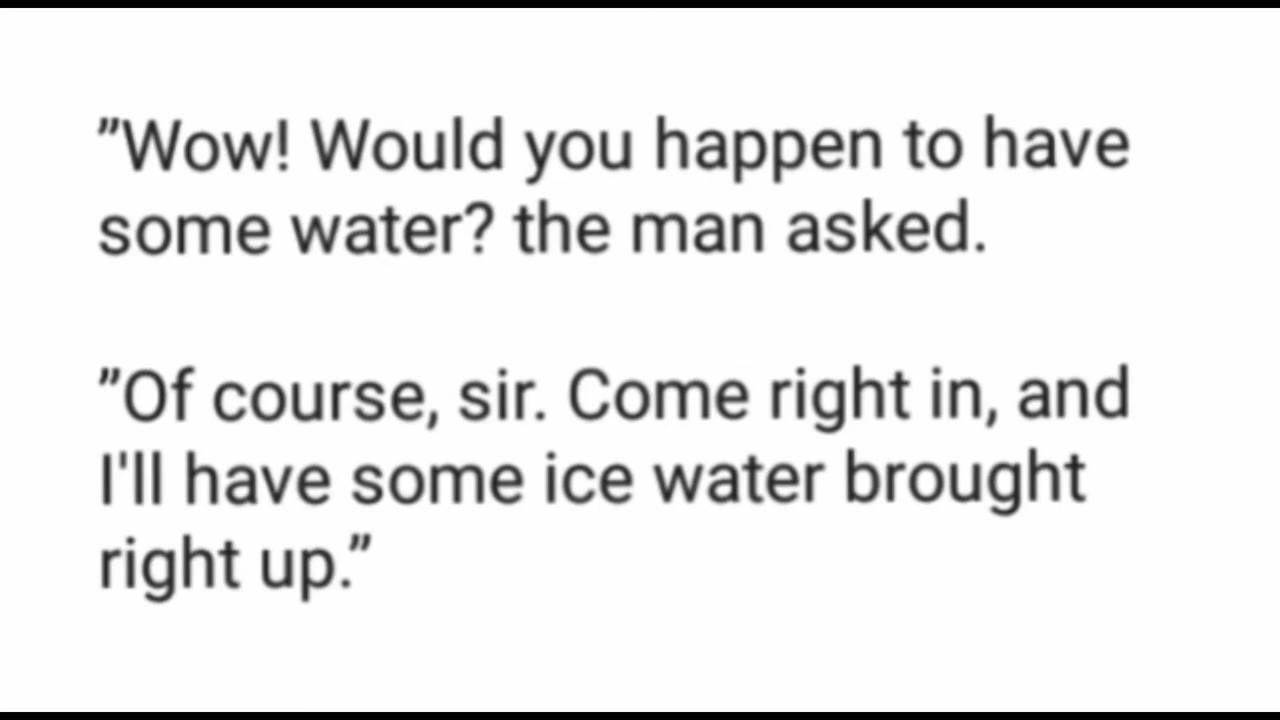 ”Wow! Would you happen to have
some water? the man asked.
”Of course, sir. Come right in, and
I'll have some ice water brought
right up.”